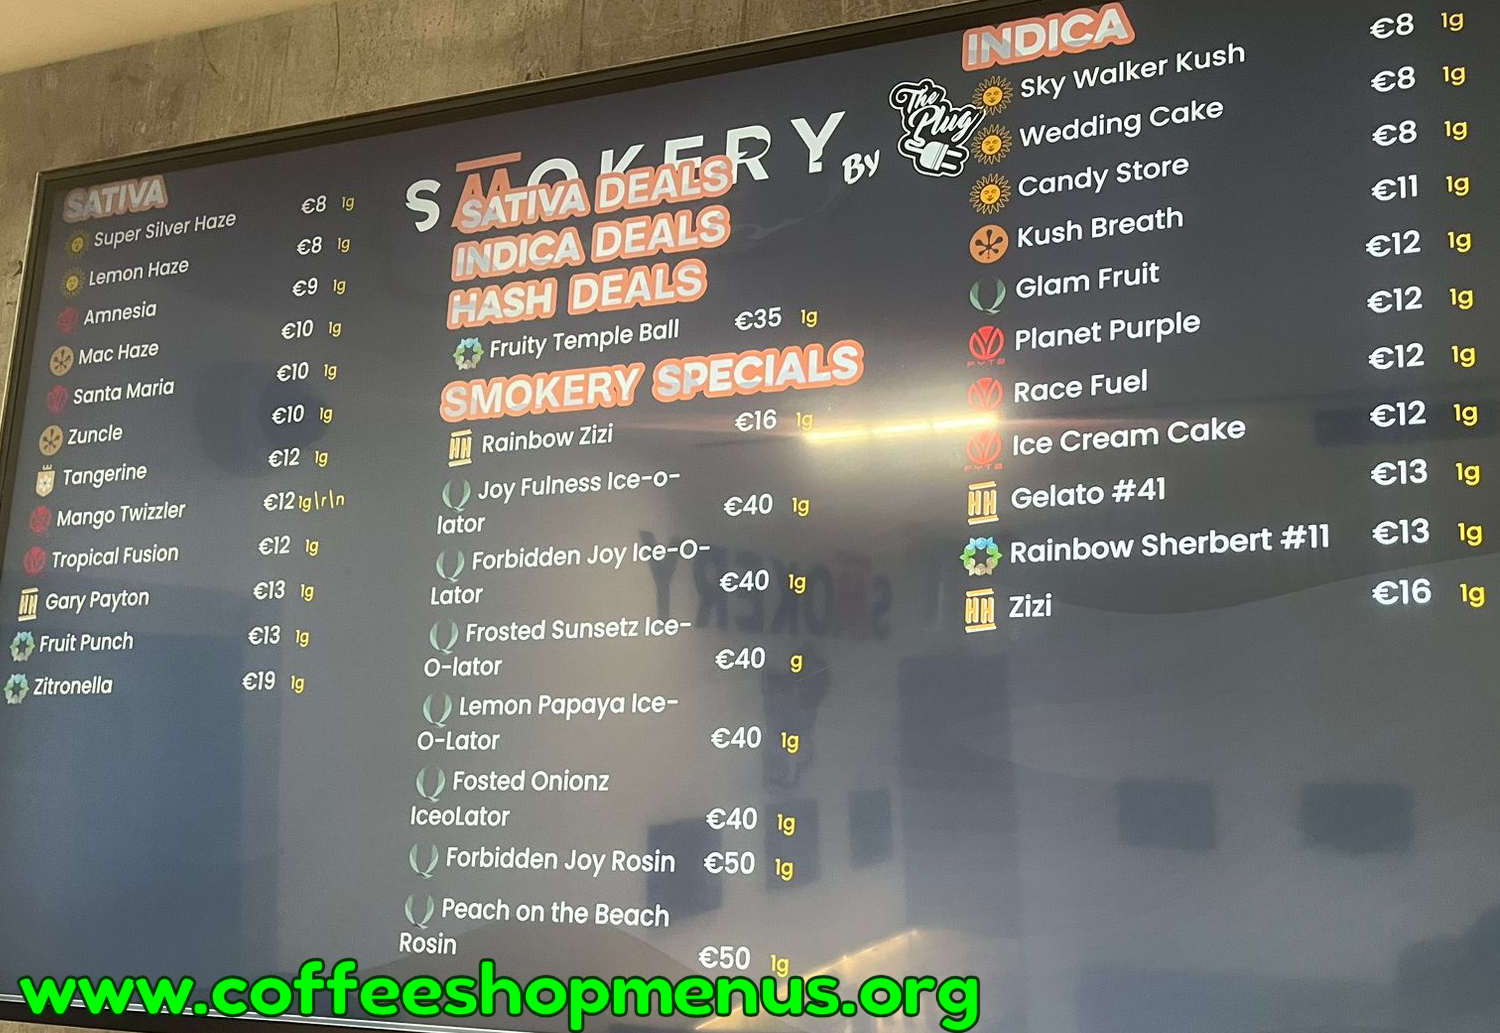 SATIVA
Super Silver Haze €8 1g
Lemon Haze €8 1g
Amnesia €9 1g
Mac Haze €10 1g
Santa Maria €10 1g
Zuncle €10 1g
Tangerine €12 1g
Mango Twizzler €12 1g\r\n
Tropical Fusion €12 1g
Gary Payton €13 1g
Fruit Punch €13 1g
Zitronella €19 1g
SMOKERY By The Plug
SATIVA DEALS
INDICA DEALS
HASH DEALS
Fruity Temple Ball €35 1g
SMOKERY SPECIALS
Rainbow Zizi €16 1g
Joy Fulness Ice-o-
lator €40 1g
Forbidden Joy Ice-O-
Lator €40 1g
Frosted Sunsetz Ice-
O-lator €40 g
Lemon Papaya Ice-
O-Lator €40 1g
Fosted Onionz
IceoLator €40 1g
Forbidden Joy Rosin €50 1g
Peach on the Beach
Rosin €50 1g
INDICA
Sky Walker Kush €8 1g
Wedding Cake €8 1g
Candy Store €8 1g
Kush Breath €11 1g
Glam Fruit €12 1g
Planet Purple €12 1g
Race Fuel €12 1g
Ice Cream Cake €12 1g
Gelato #41 €13 1g
Rainbow Sherbert #11 €13 1g
Zizi €16 1g
www.coffeeshopmenus.org